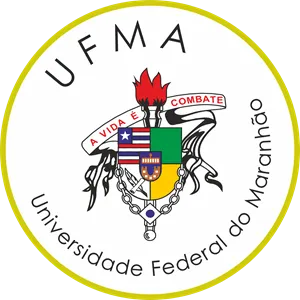 UFMA
A VIDA É COMBATE
Universidade Federal do Maranhão